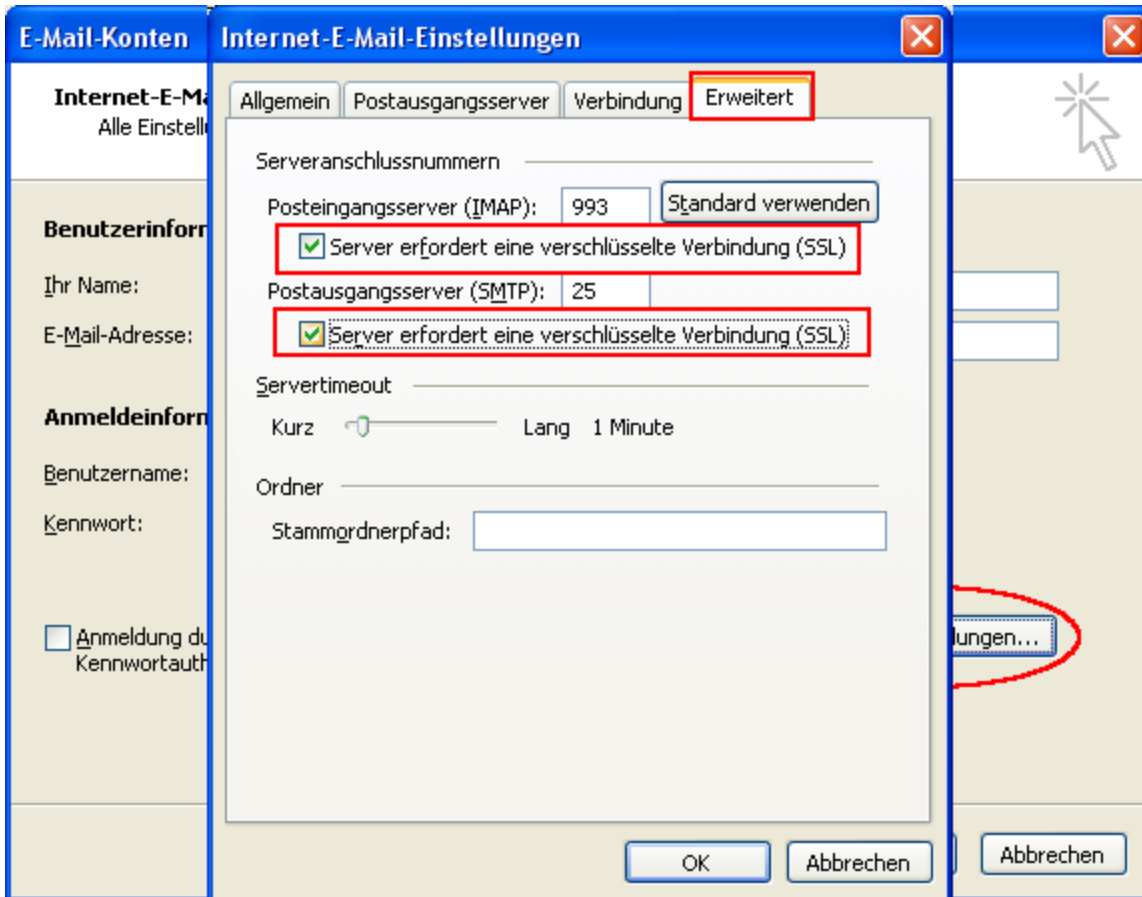 E-Mail-Konten
Internet-E-Mail-Einstellungen
Internet-E-Ma
Alle Einstell
Allgemein
Postausgangsserver
Verbindung
Erweitert
Serveranschlussnummern
Posteingangsserver (IMAP): 993 Standard verwenden
Server erfordert eine verschlüsselte Verbindung (SSL)
Postausgangsserver (SMTP): 25
Server erfordert eine verschlüsselte Verbindung (SSL)
Servertimeout
Kurz Lang 1 Minute
Ordner
Stammordnerpfad:
OK
Abbrechen
Benutzerinforr
Ihr Name:
E-Mail-Adresse:
Anmeldeinforn
Benutzername:
Kennwort:
Anmeldung du
Kennwortauth
lungen...
Abbrechen